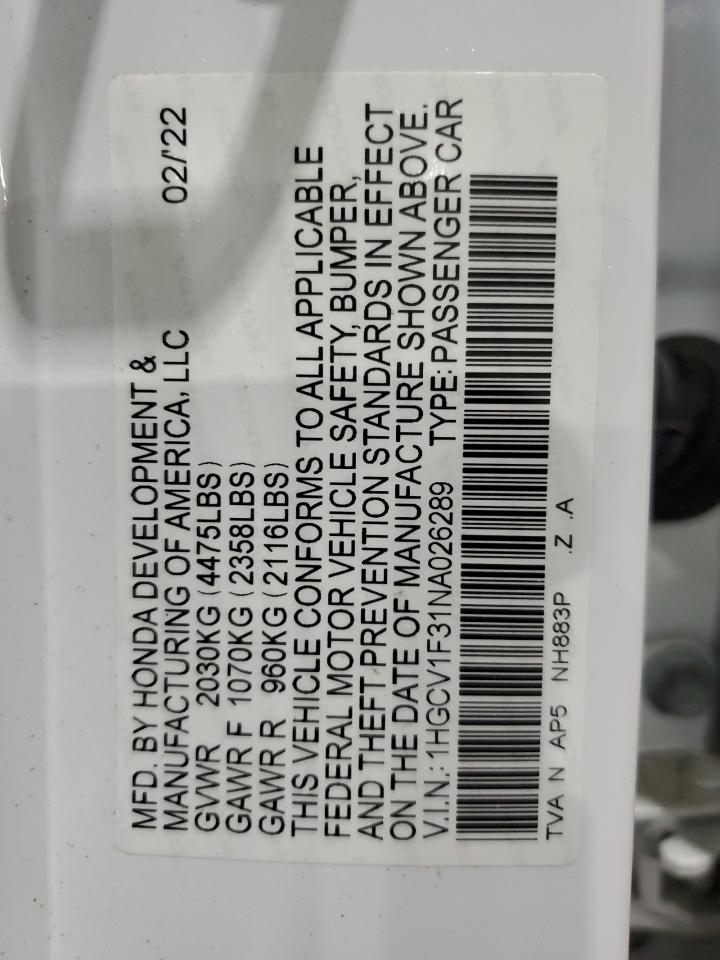 MFD. BY HONDA DEVELOPMENT & 02/'22
MANUFACTURING OF AMERICA, LLC
GVWR 2030KG (4475LBS)
GAWR F 1070KG (2358LBS)
GAWR R 960KG (2116LBS)
THIS VEHICLE CONFORMS TO ALL APPLICABLE
FEDERAL MOTOR VEHICLE SAFETY, BUMPER,
AND THEFT PREVENTION STANDARDS IN EFFECT
ON THE DATE OF MANUFACTURE SHOWN ABOVE.
V.I.N.: 1HGCV1F31NA026289 TYPE: PASSENGER CAR
TVA N AP5 NH883P .Z .A